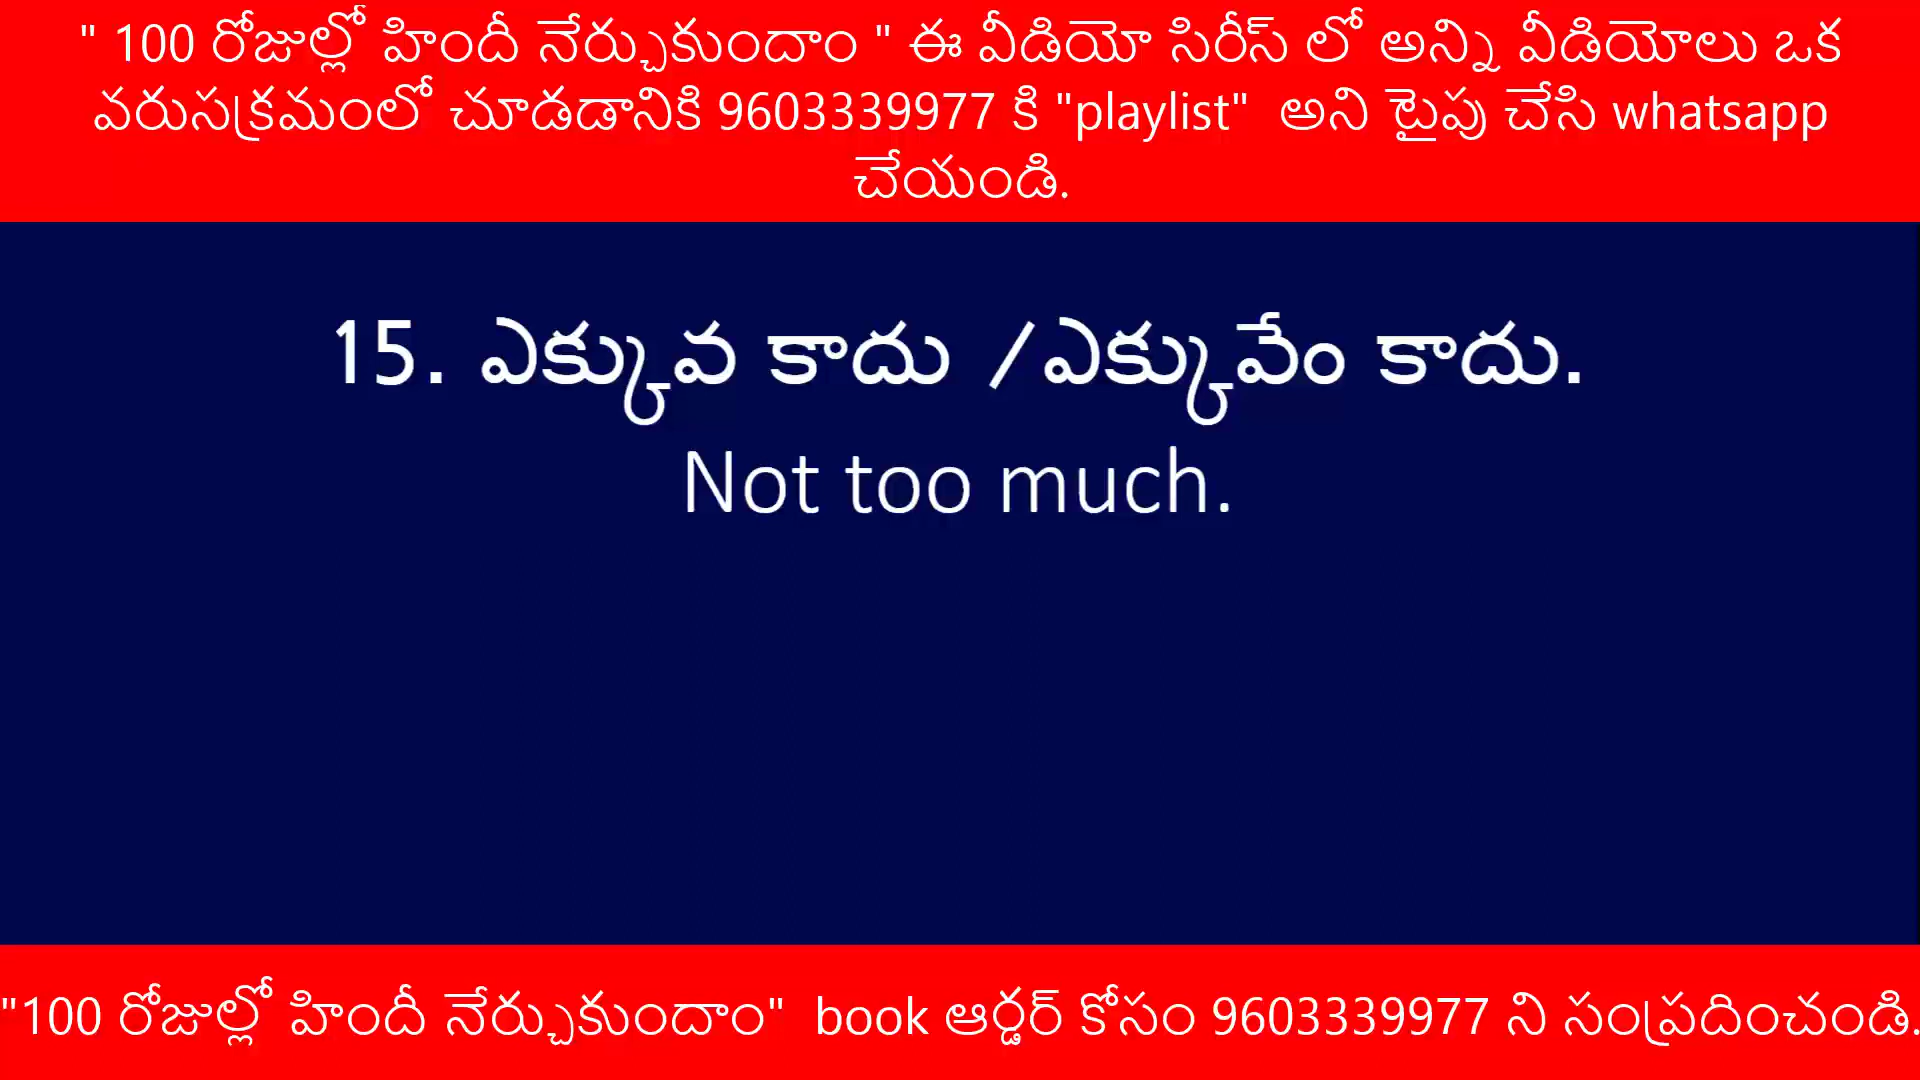 " 100 రోజుల్లో హిందీ నేర్చుకుందాం " ఈ వీడియో సిరీస్ లో అన్ని వీడియోలు ఒక
వరుసక్రమంలో చూడడానికి 9603339977 కి "playlist" అని టైపు చేసి whatsapp
చేయండి.
15. ఎక్కువ కాదు /ఎక్కువేం కాదు.
Not too much.
"100 రోజుల్లో హిందీ నేర్చుకుందాం" book ఆర్డర్ కోసం 9603339977 ని సంప్రదించండి.